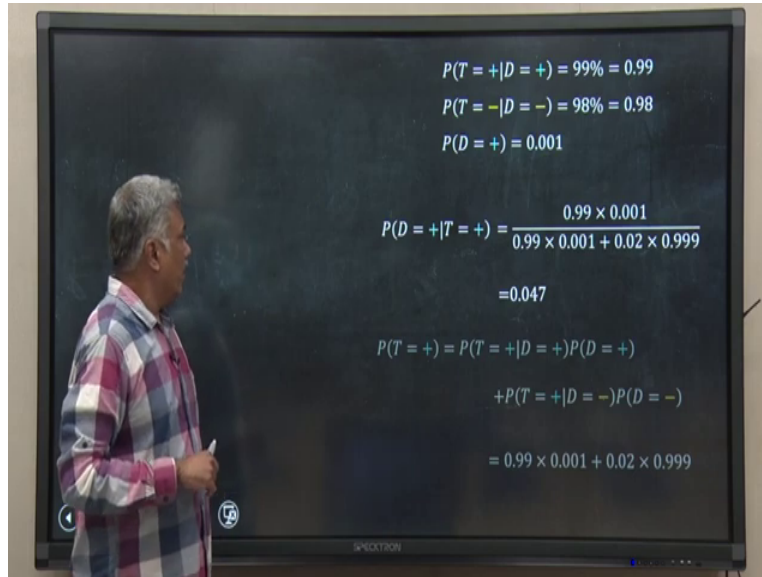 P(T = +|D = +) = 99% = 0.99
P(T = −|D = −) = 98% = 0.98
P(D = +) = 0.001
P(D = +|T = +) = \frac{0.99 × 0.001}{0.99 × 0.001 + 0.02 × 0.999}
=0.047
P(T = +) = P(T = +|D = +)P(D = +)
+P(T = +|D = −)P(D = −)
= 0.99 × 0.001 + 0.02 × 0.999
SPECKTRON